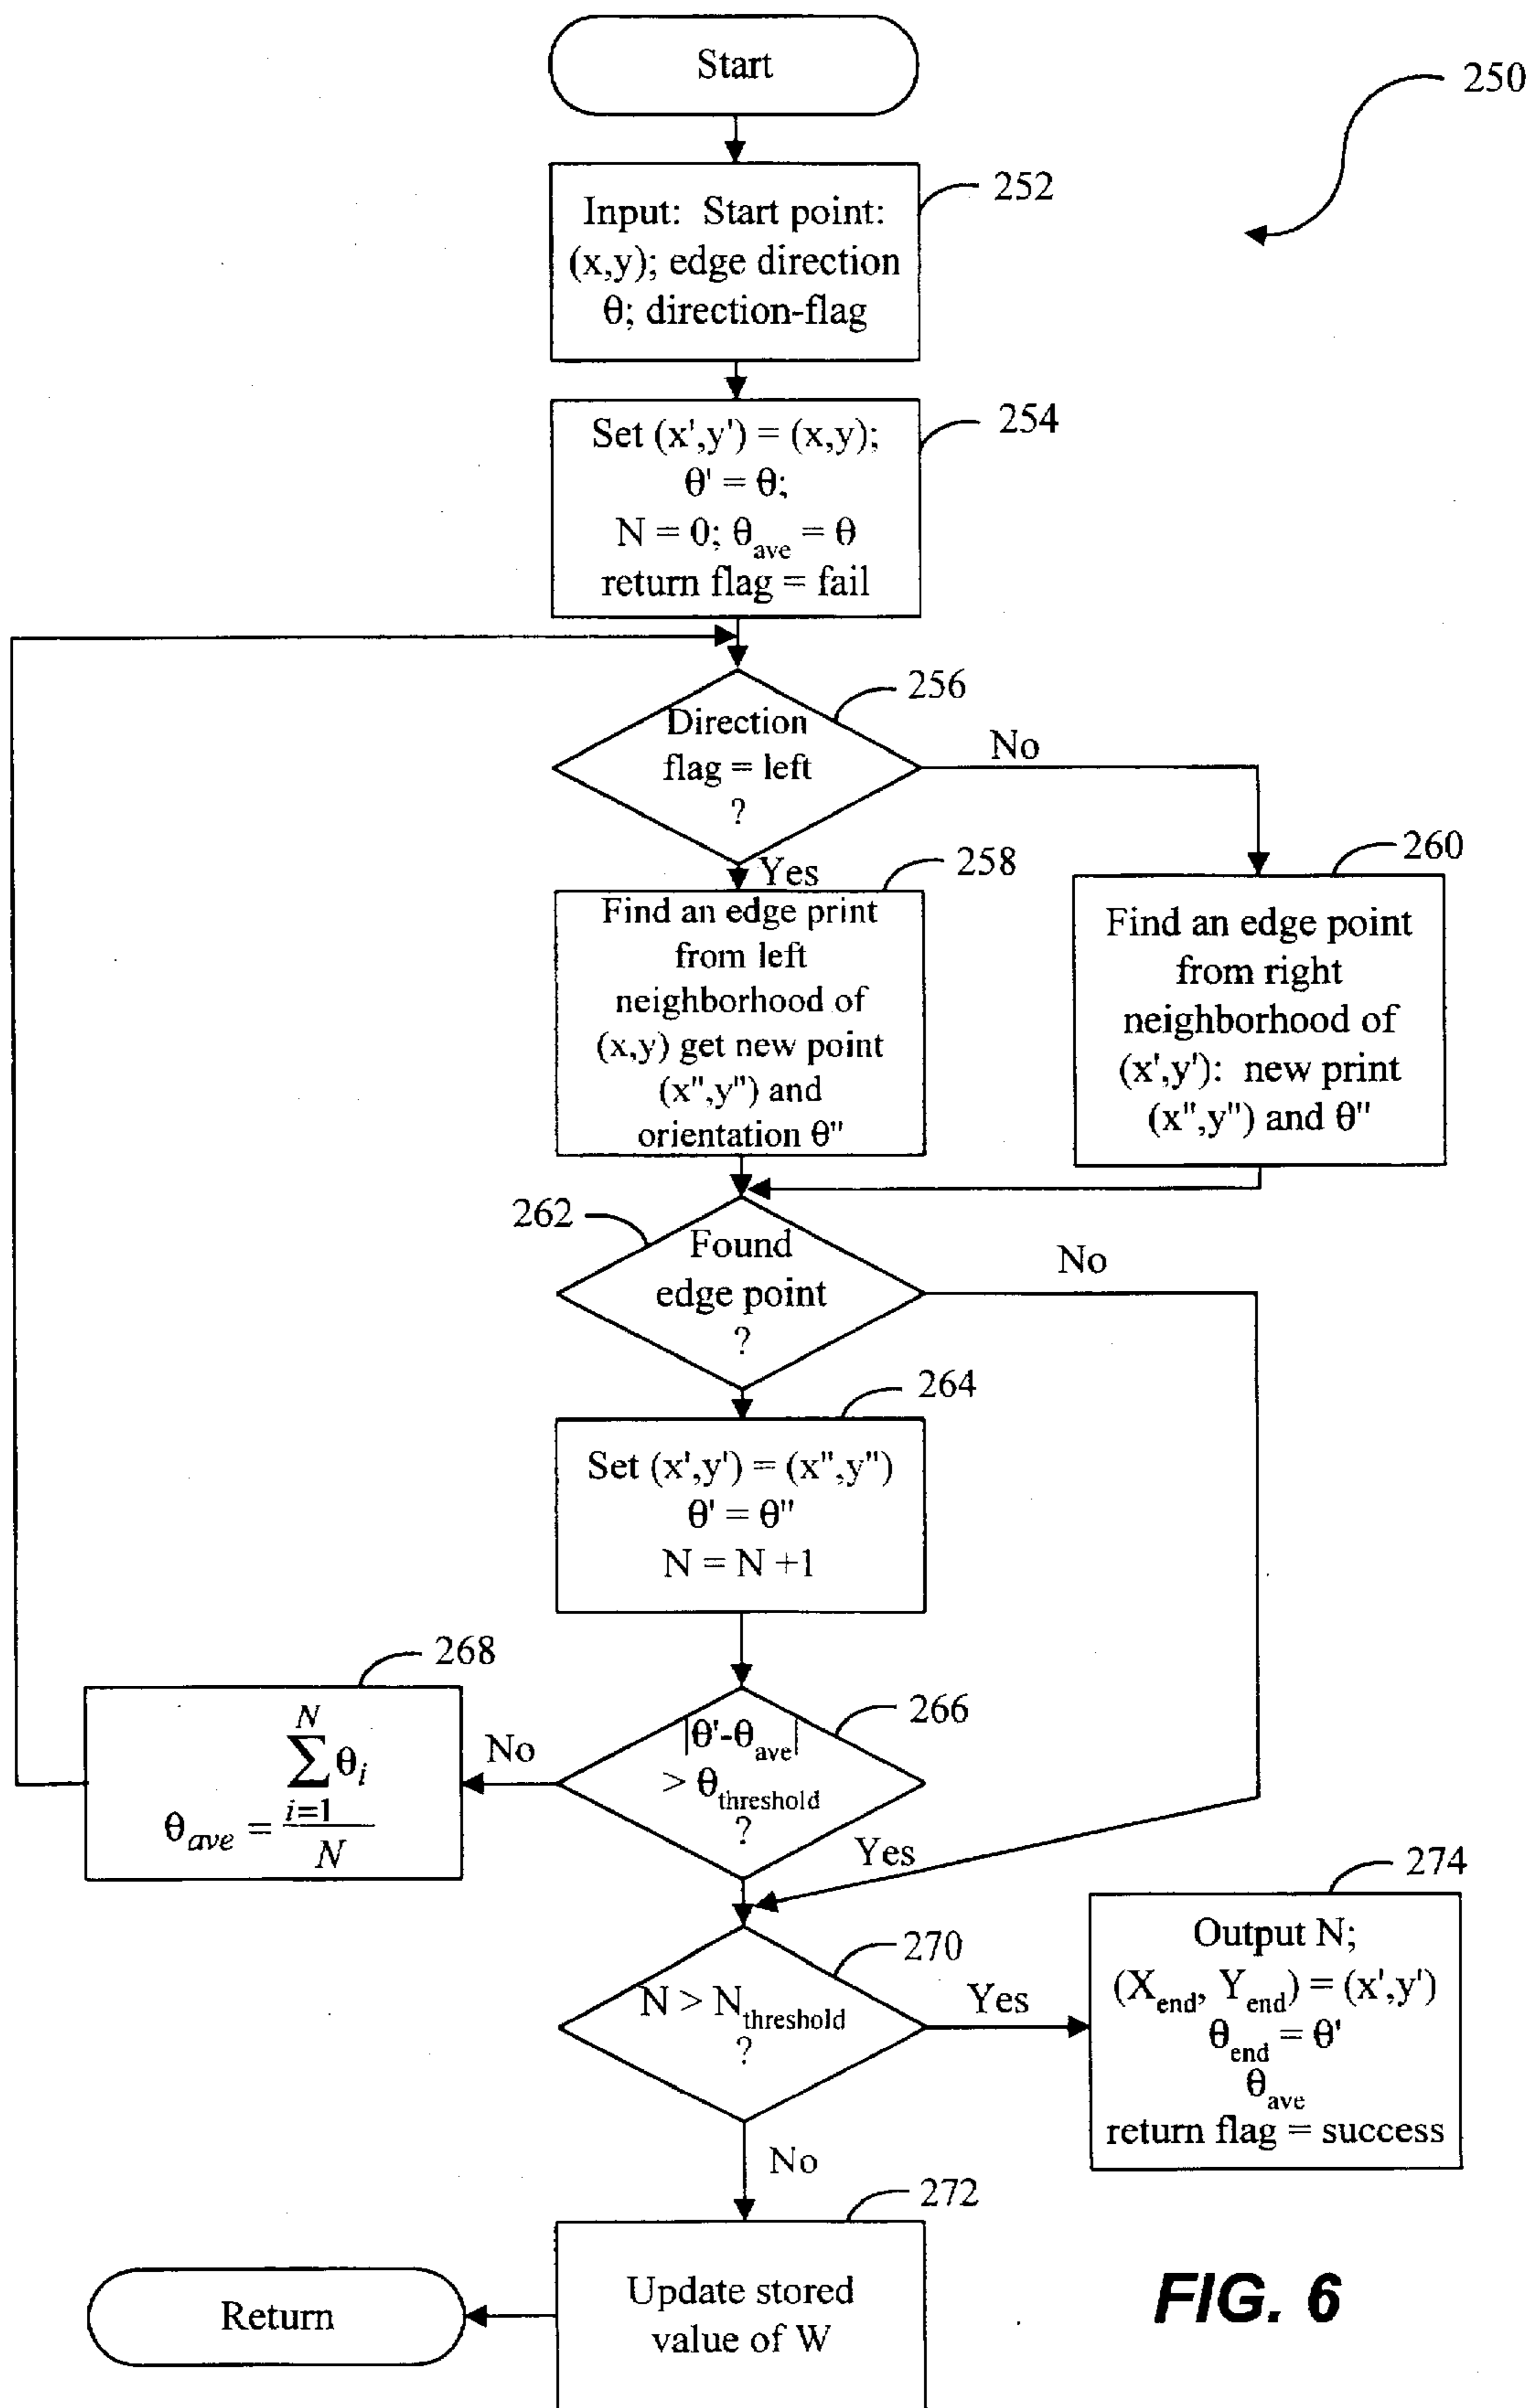 Start
250
252
Input: Start point:
(x,y); edge direction
θ; direction-flag
254
Set (x',y') = (x,y);
θ' = θ;
N = 0; θave = θ
return flag = fail
256
Direction
flag = left
?
No
Yes
258
Find an edge print
from left
neighborhood of
(x,y) get new point
(x",y") and
orientation θ"
260
Find an edge point
from right
neighborhood of
(x',y'): new print
(x",y") and θ"
262
Found
edge point
?
No
264
Set (x',y') = (x",y")
θ' = θ"
N = N +1
266
|θ'-θave|
> θthreshold
?
No
Yes
268
N
∑θi
i=1
θave =
N
270
N > Nthreshold
?
Yes
No
274
Output N;
(Xend, Yend) = (x',y')
θend = θ'
θave
return flag = success
272
Update stored
value of W
Return
FIG. 6